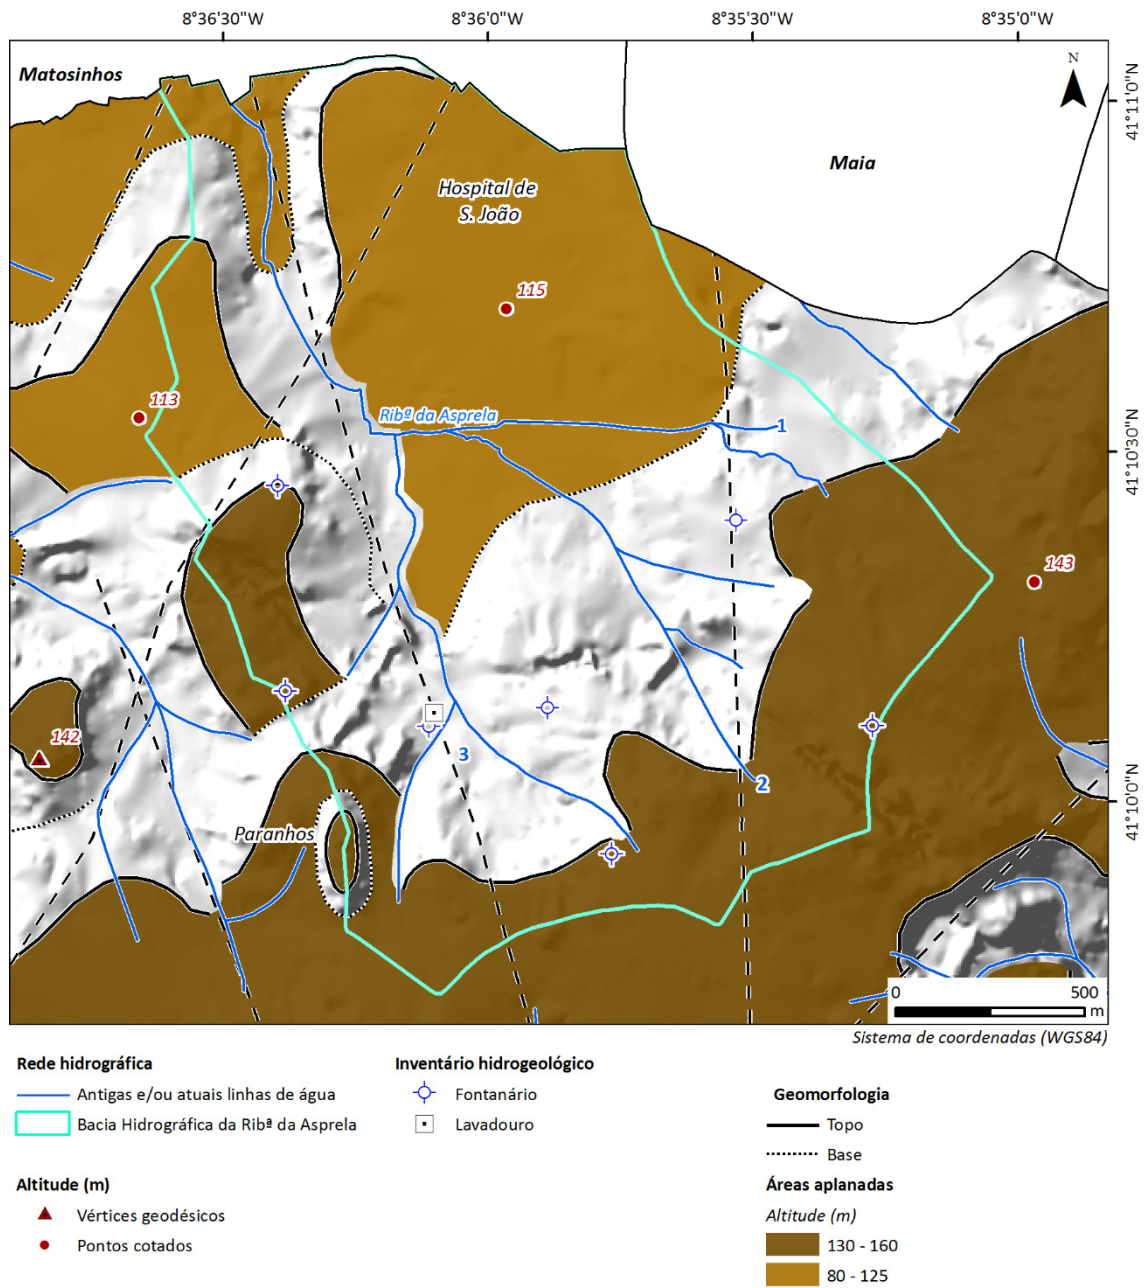 8°36'30"W
8°36'0"W
8°35'30"W
8°35'0"W
Matosinhos
N
41°11'0"N
Maia
Hospital de
S. João
115
113
Ribª da Asprela
1
41°10'30"N
143
142
3
2
41°10'0"N
Paranhos
0
500
m
Sistema de coordenadas (WGS84)
Rede hidrográfica
Antigas e/ou atuais linhas de água
Bacia Hidrográfica da Ribª da Asprela
Altitude (m)
Vértices geodésicos
Pontos cotados
Inventário hidrogeológico
Fontanário
Lavadouro
Geomorfologia
Topo
Base
Áreas aplanadas
Altitude (m)
130 - 160
80 - 125